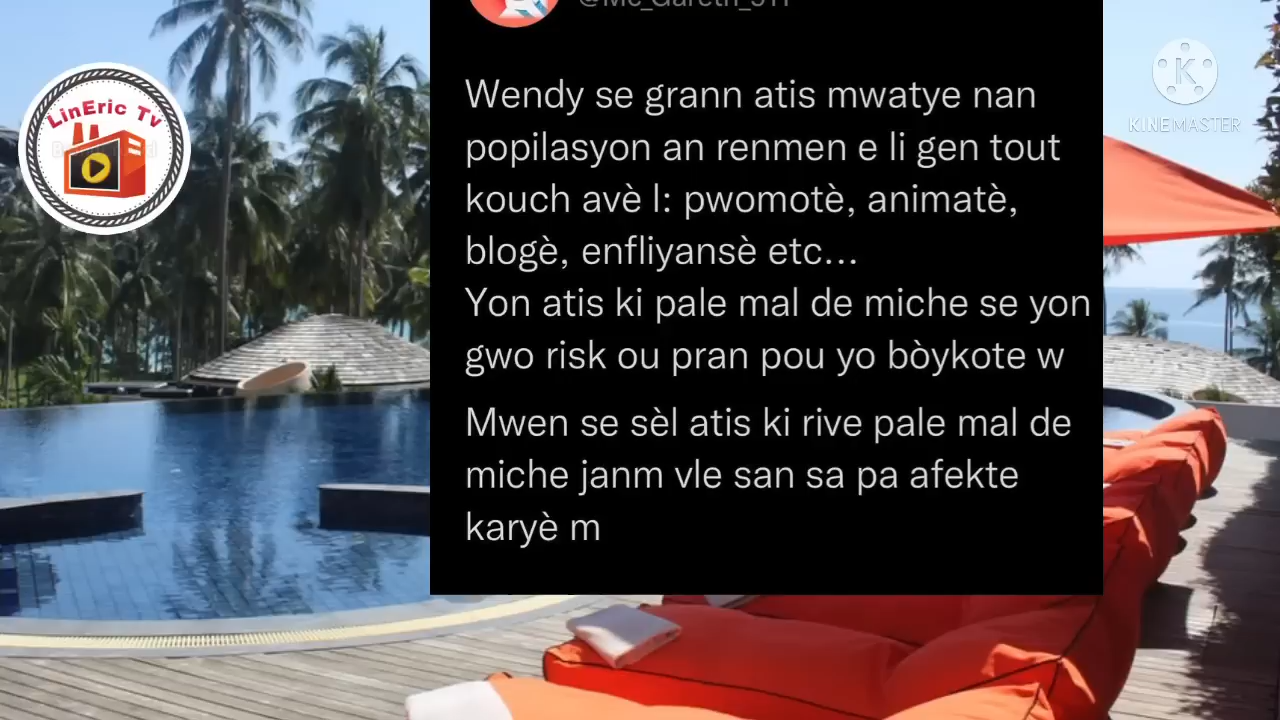 LinEric Tv
Wendy se grann atis mwatye nan
popilasyon an renmen e li gen tout
kouch avè l: pwomotè, animatè,
blogè, enfliyansè etc...
Yon atis ki pale mal de miche se yon
gwo risk ou pran pou yo bòykote w
Mwen se sèl atis ki rive pale mal de
miche janm vle san sa pa afekte
karyè m
K
KINEMASTER